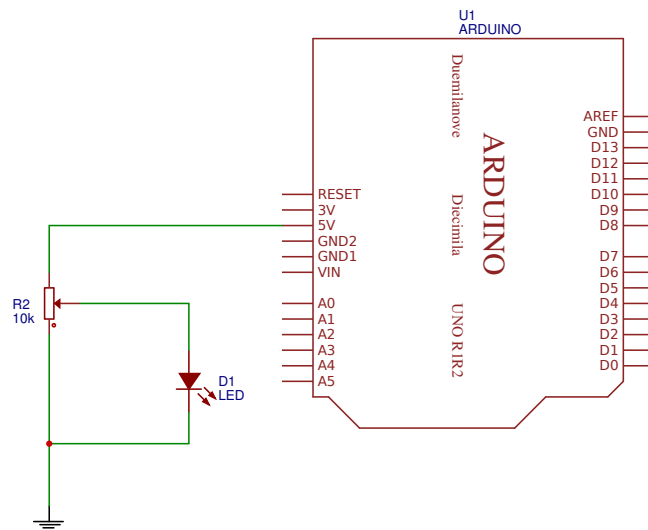 U1
ARDUINO
Duemilanove
ARDUINO
Diecimila
UNO R1R2
RESET
3V
5V
GND2
GND1
VIN
A0
A1
A2
A3
A4
A5
AREF
GND
D13
D12
D11
D10
D9
D8
D7
D6
D5
D4
D3
D2
D1
D0
R2
10k
D1
LED